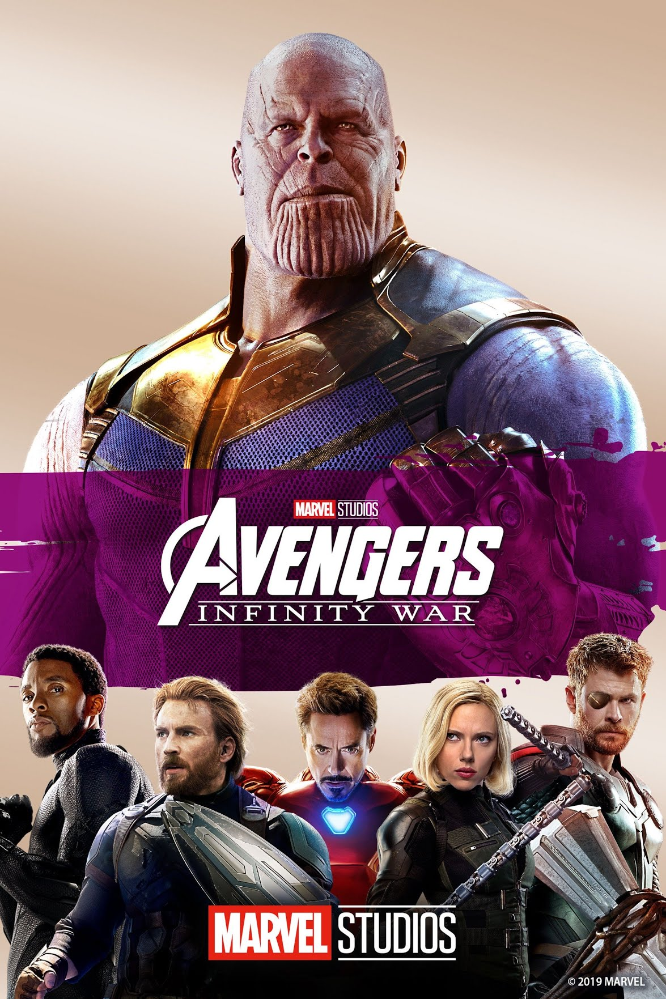 MARVEL STUDIOS
AVENGERS
INFINITY WAR
MARVEL STUDIOS
© 2019 MARVEL